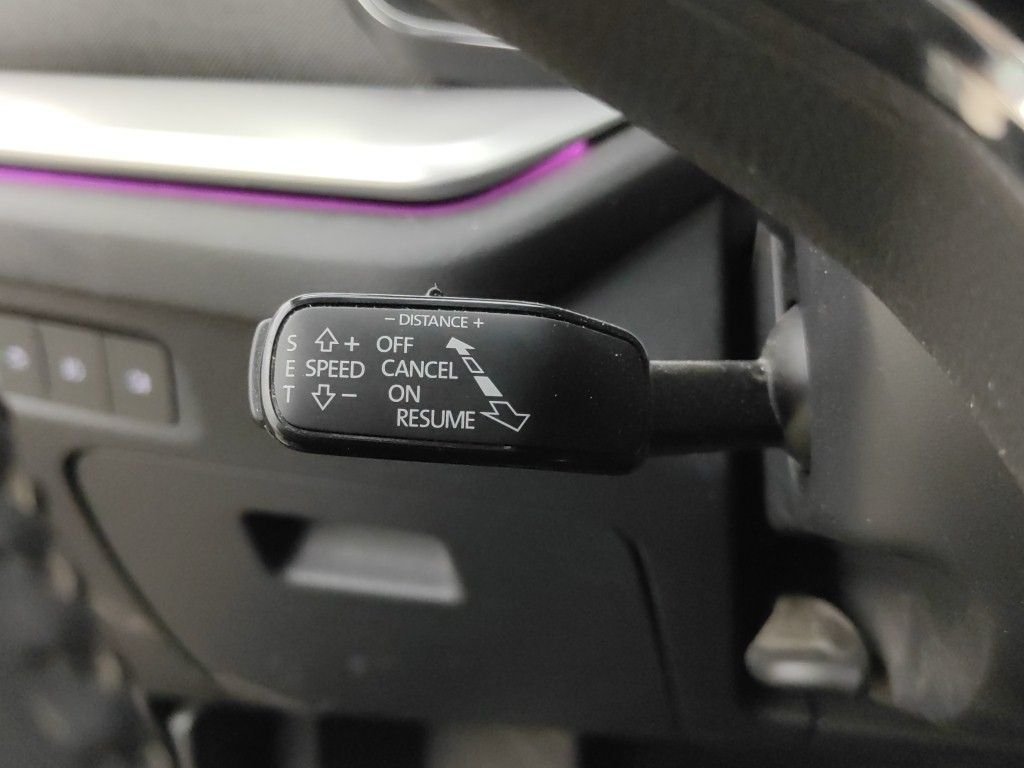 − DISTANCE +
S + OFF
E SPEED CANCEL
T − ON
RESUME